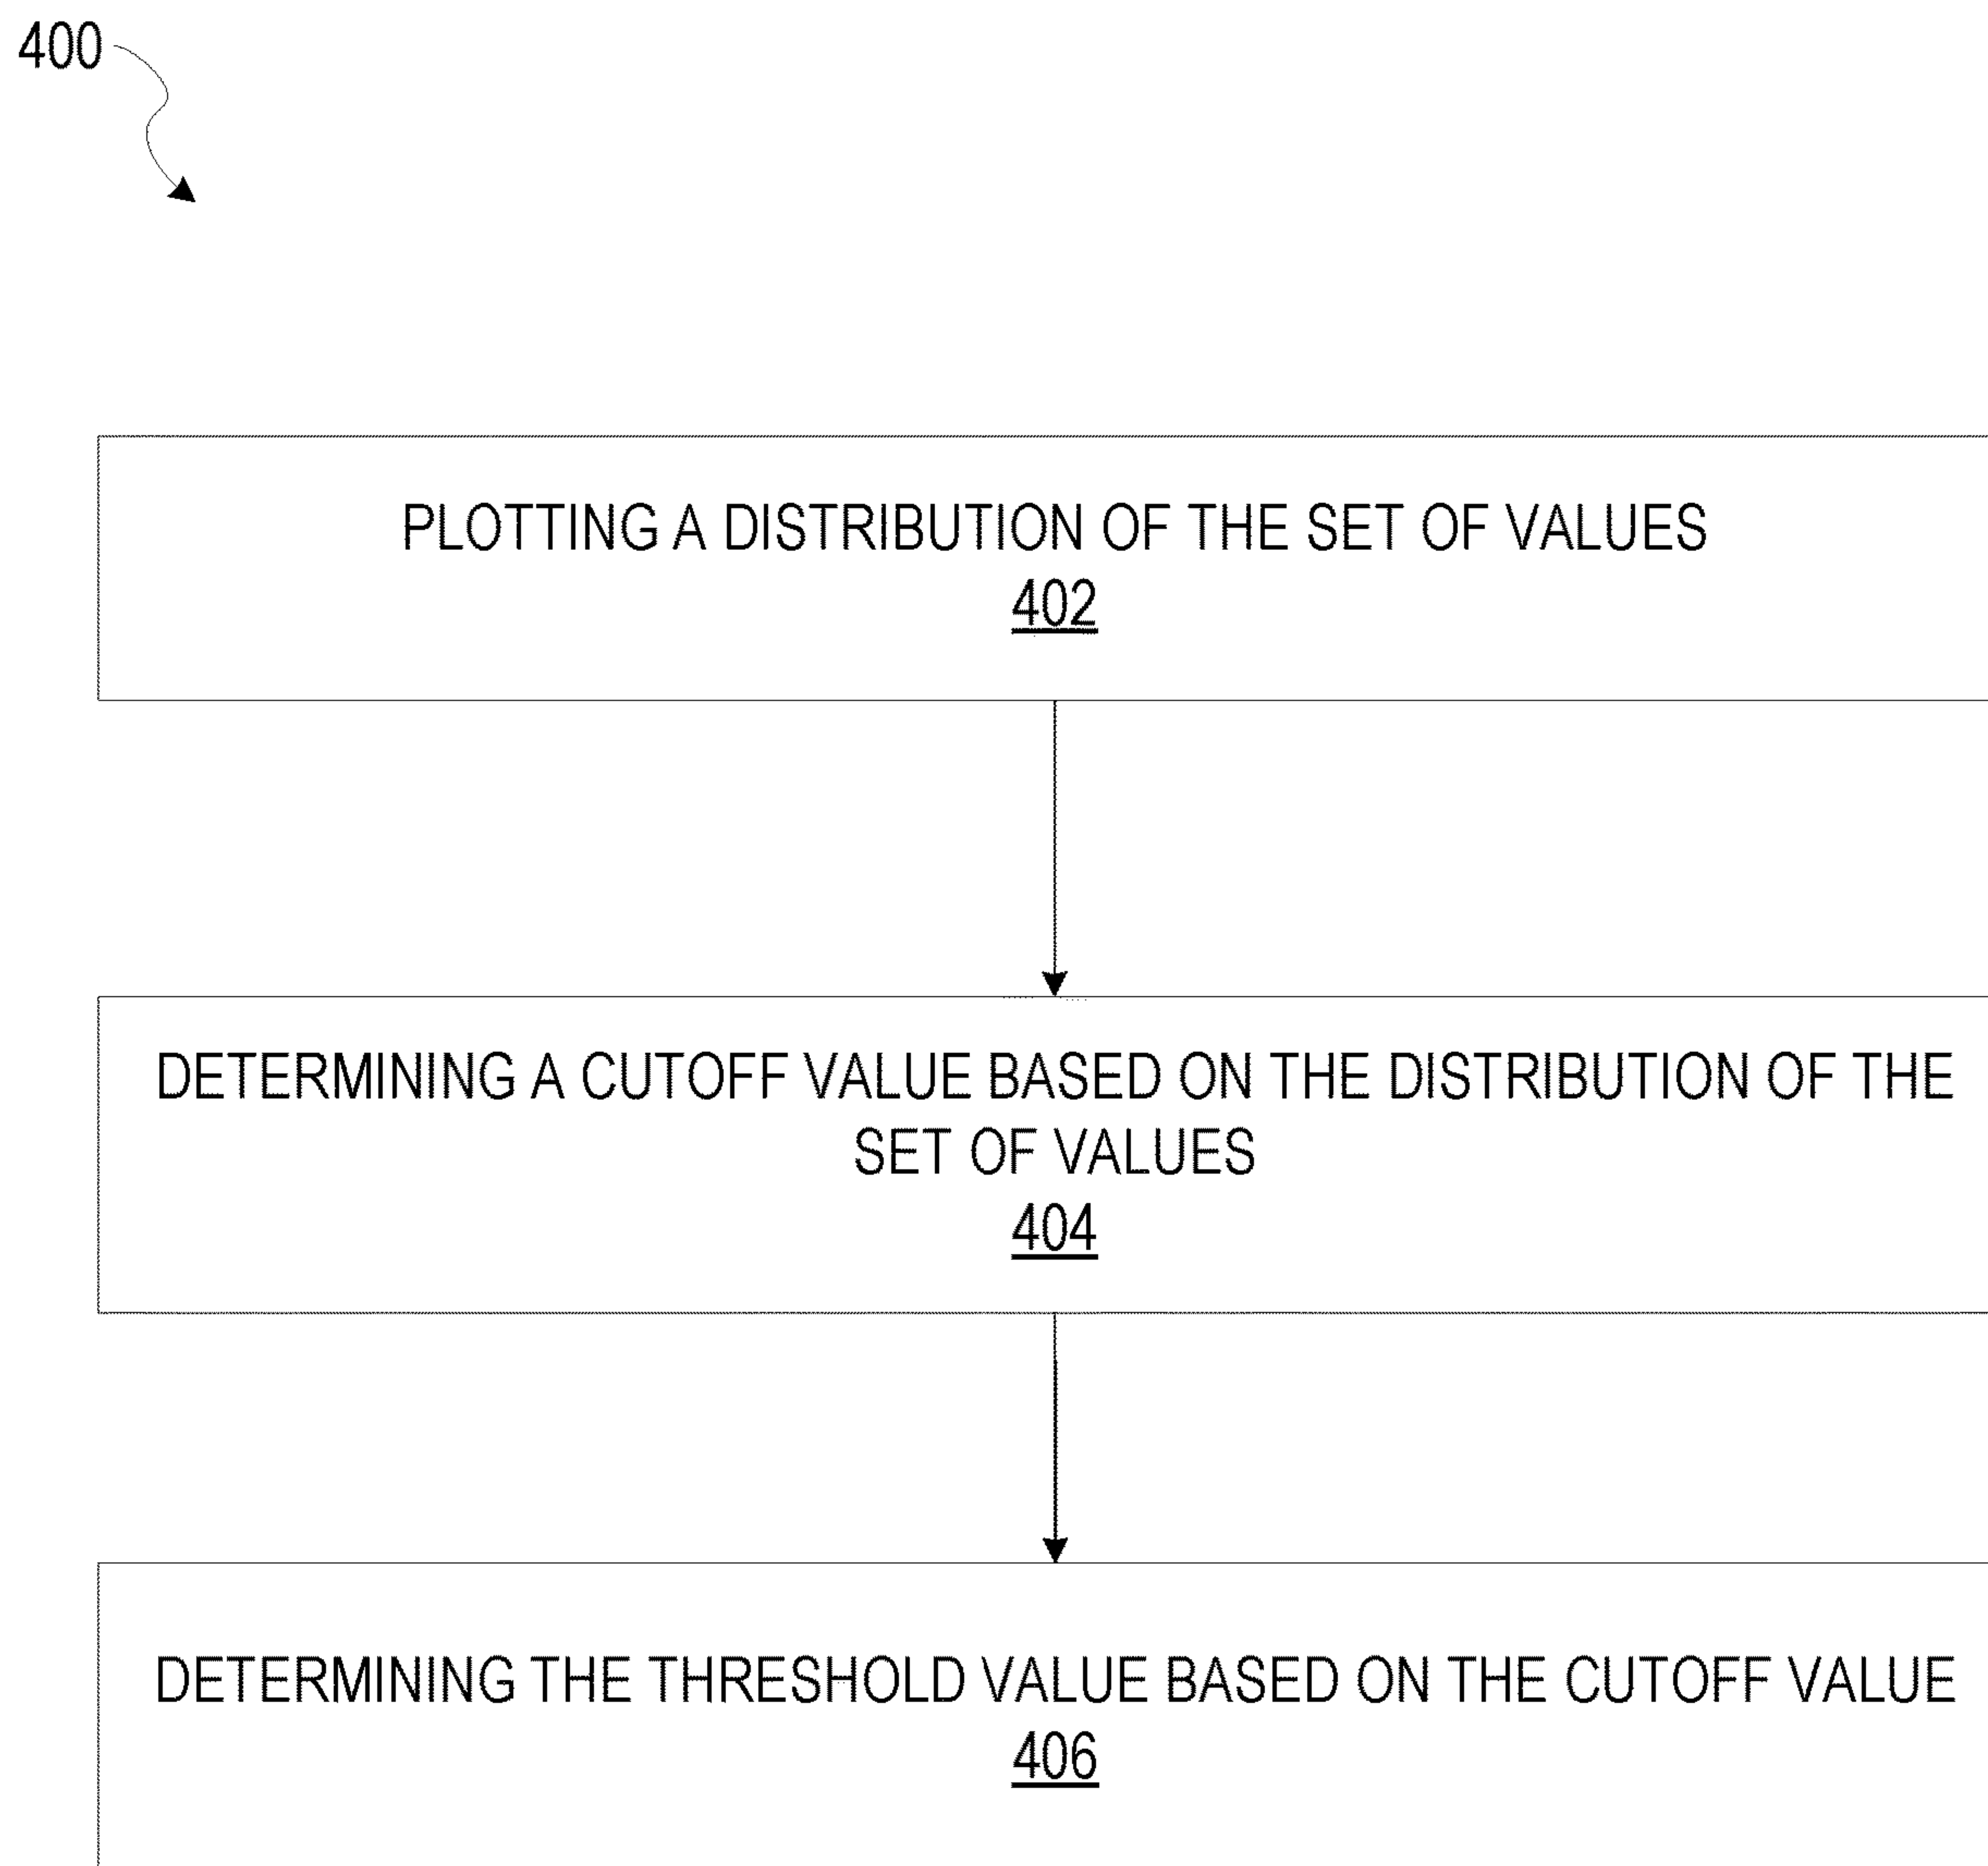 400
PLOTTING A DISTRIBUTION OF THE SET OF VALUES
402
DETERMINING A CUTOFF VALUE BASED ON THE DISTRIBUTION OF THE
SET OF VALUES
404
DETERMINING THE THRESHOLD VALUE BASED ON THE CUTOFF VALUE
406